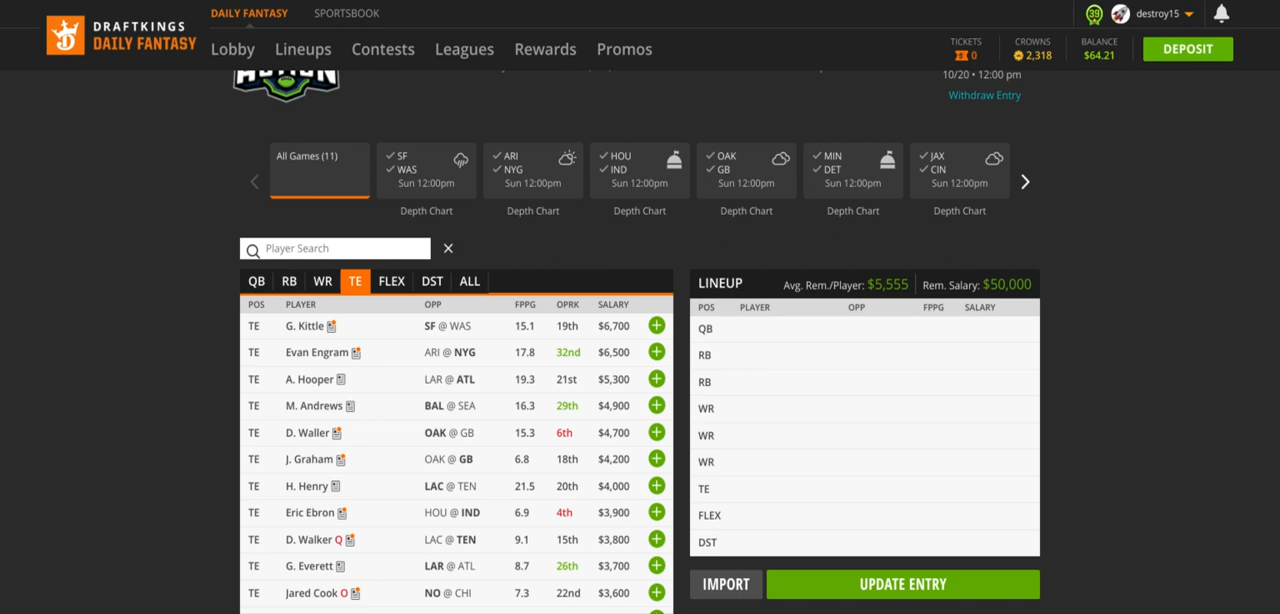 DAILY FANTASY SPORTSBOOK
39 destroy15
DRAFTKINGS
DAILY FANTASY
Lobby Lineups Contests Leagues Rewards Promos
TICKETS CROWNS BALANCE
0 2,318 $64.21
DEPOSIT
10/20 • 12:00 pm
Withdraw Entry
All Games (11)
SF
WAS
Sun 12:00pm
Depth Chart
ARI
NYG
Sun 12:00pm
Depth Chart
HOU
IND
Sun 12:00pm
Depth Chart
OAK
GB
Sun 12:00pm
Depth Chart
MIN
DET
Sun 12:00pm
Depth Chart
JAX
CIN
Sun 12:00pm
Depth Chart
Player Search
QB RB WR TE FLEX DST ALL
POS PLAYER OPP FPPG OPRK SALARY
TE G. Kittle SF @ WAS 15.1 19th $6,700
TE Evan Engram ARI @ NYG 17.8 32nd $6,500
TE A. Hooper LAR @ ATL 19.3 21st $5,300
TE M. Andrews BAL @ SEA 16.3 29th $4,900
TE D. Waller OAK @ GB 15.3 6th $4,700
TE J. Graham OAK @ GB 6.8 18th $4,200
TE H. Henry LAC @ TEN 21.5 20th $4,000
TE Eric Ebron HOU @ IND 6.9 4th $3,900
TE D. Walker Q LAC @ TEN 9.1 15th $3,800
TE G. Everett LAR @ ATL 8.7 26th $3,700
TE Jared Cook O NO @ CHI 7.3 22nd $3,600
LINEUP Avg. Rem./Player: $5,555 Rem. Salary: $50,000
POS PLAYER OPP FPPG SALARY
QB
RB
RB
WR
WR
WR
TE
FLEX
DST
IMPORT UPDATE ENTRY